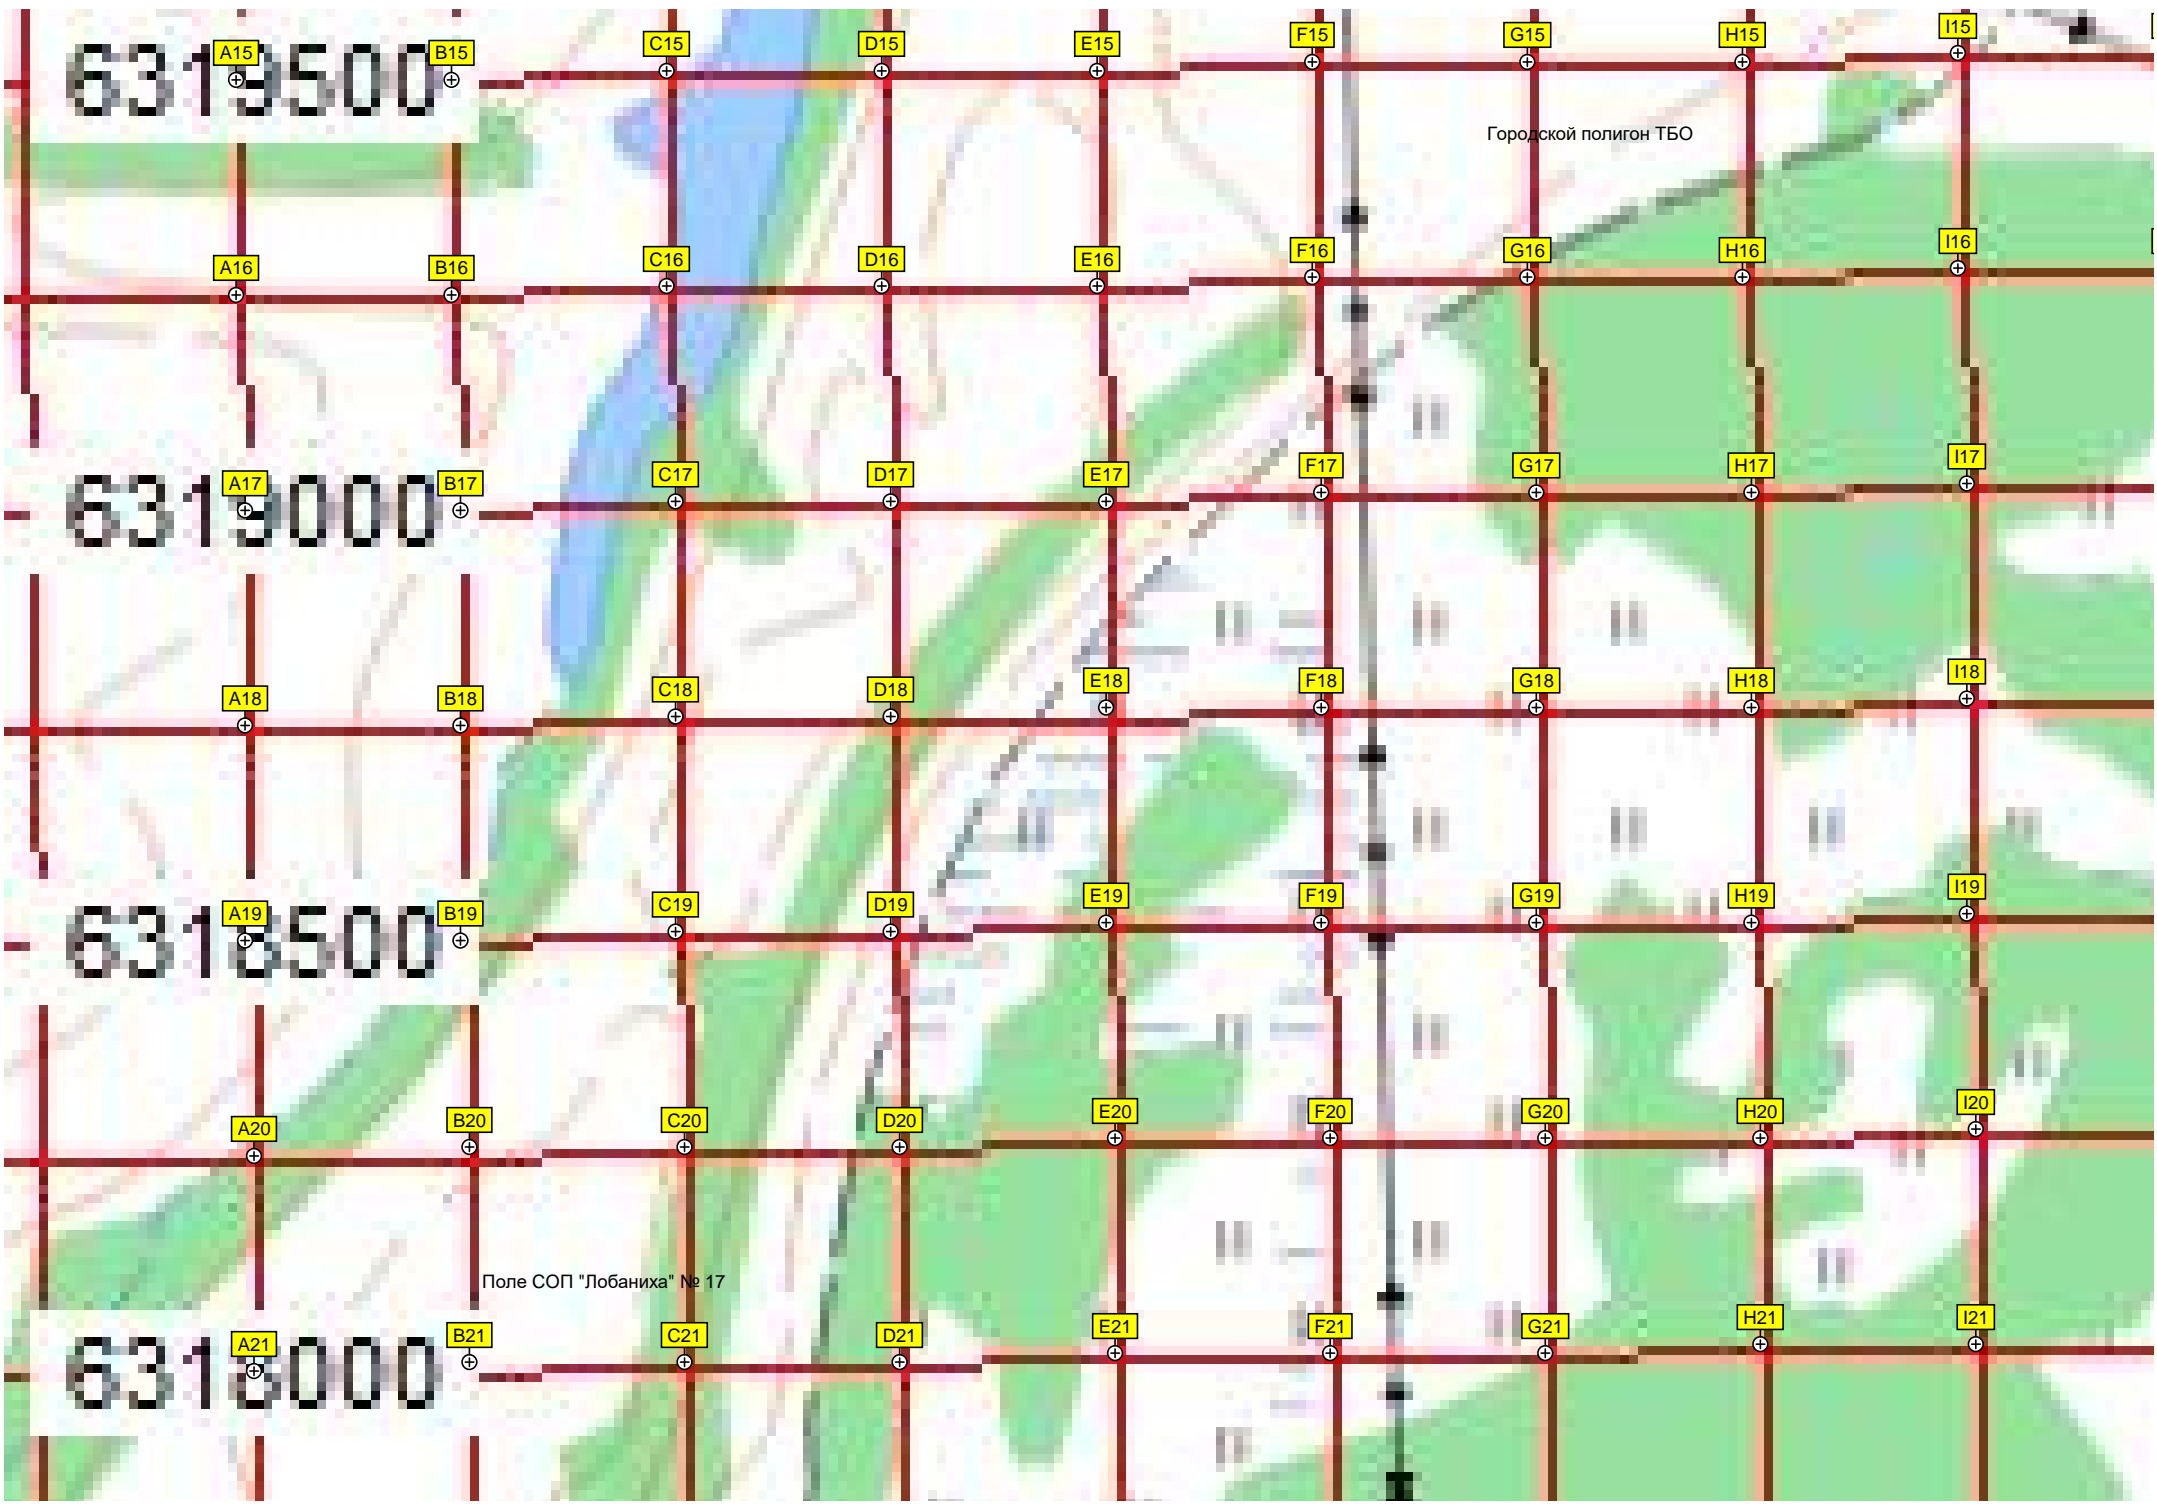 I15
F15 G15 H15
C15 D15 E15
A15 B15
6319500
Городской полигон ТБО
F16 G16 H16 I16
C16 D16 E16
A16 B16
F17 G17 H17 I17
C17 D17 E17
A17 B17
6319000
E18 F18 G18 H18 I18
A18 B18 C18 D18
E19 F19 G19 H19 I19
C19 D19
A19 B19
6318500
E20 F20 G20 H20 I20
A20 B20 C20 D20
Поле СОП "Лобаниха" № 17
E21 F21 G21 H21 I21
B21 C21 D21
A21
6318000